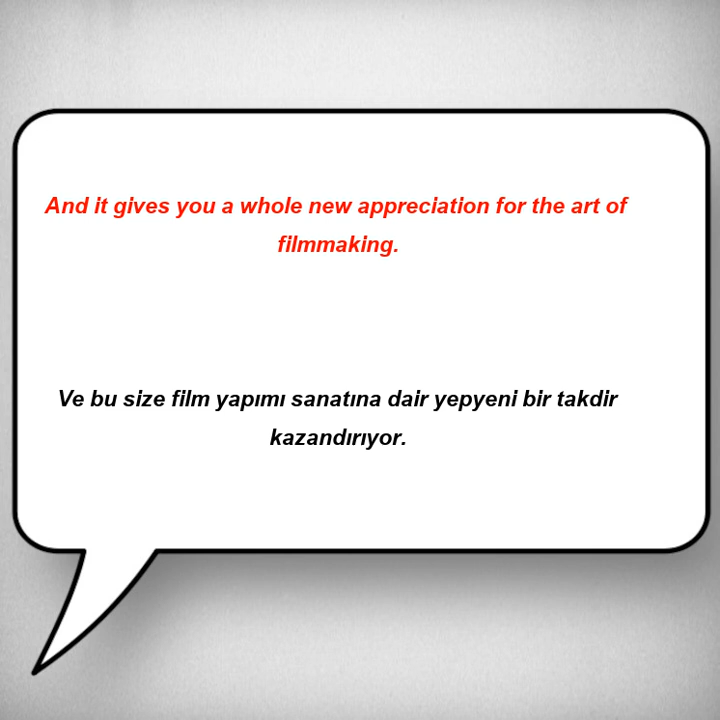 And it gives you a whole new appreciation for the art of
filmmaking.
Ve bu size film yapımı sanatına dair yepyeni bir takdir
kazandırıyor.